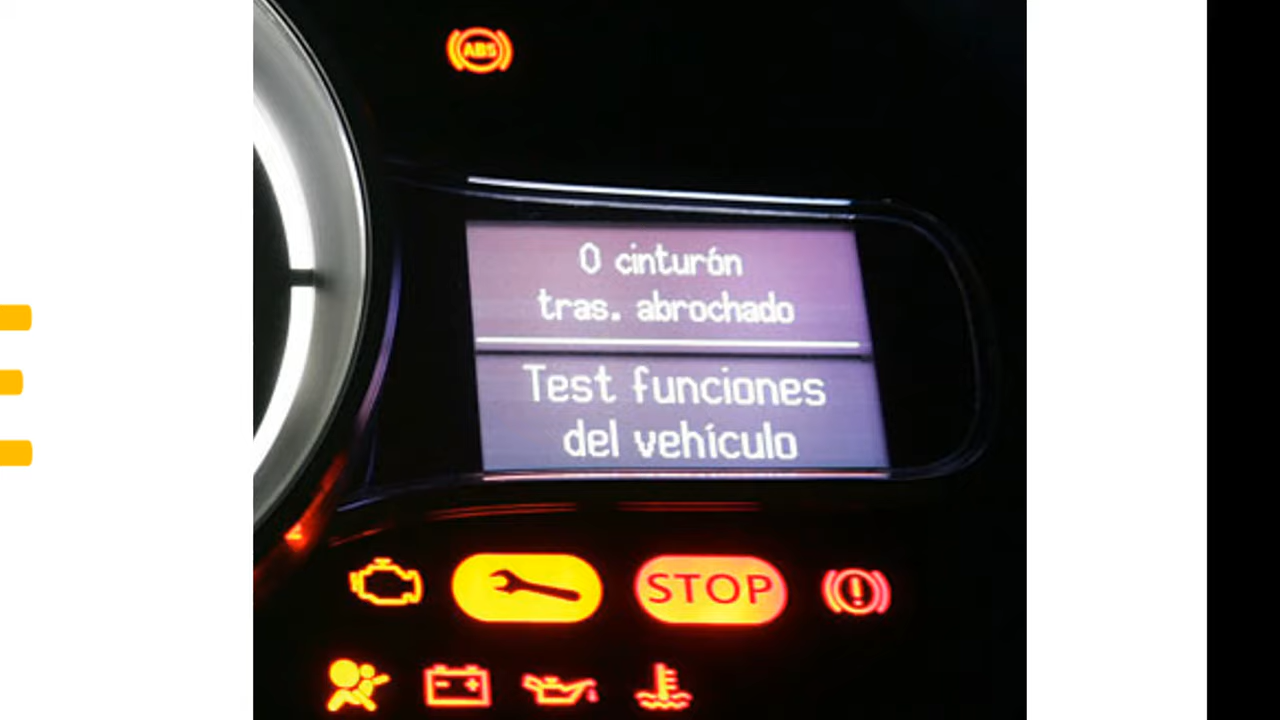 ABS
0 cinturón
tras. abrochado
Test funciones
del vehículo
STOP